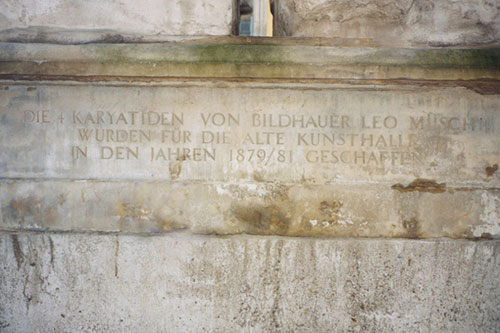 DIE 4 KARYATIDEN VON BILDHAUER LEO MÜSCH
WURDEN FÜR DIE ALTE KUNSTHALLE
IN DEN JAHREN 1879/81 GESCHAFFEN